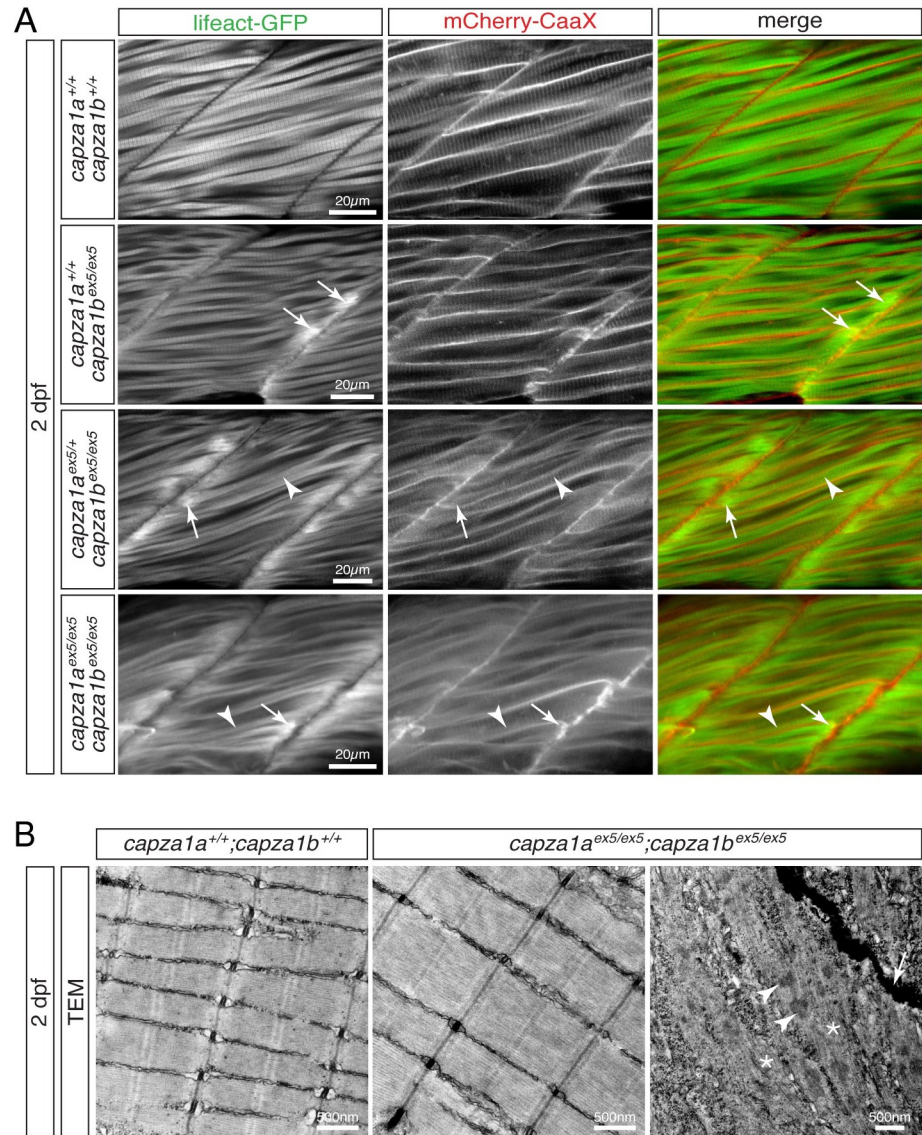 A
lifeact-GFP
mCherry-CaaX
merge
2 dpf
capza1a+/+
capza1b+/+
20µm
capza1a+/+
capza1bex5/ex5
20µm
capza1aex5/+
capza1bex5/ex5
20µm
capza1aex5/ex5
capza1bex5/ex5
20µm
B
capza1a+/+;capza1b+/+
capza1aex5/ex5;capza1bex5/ex5
2 dpf
TEM
500nm
500nm
500nm